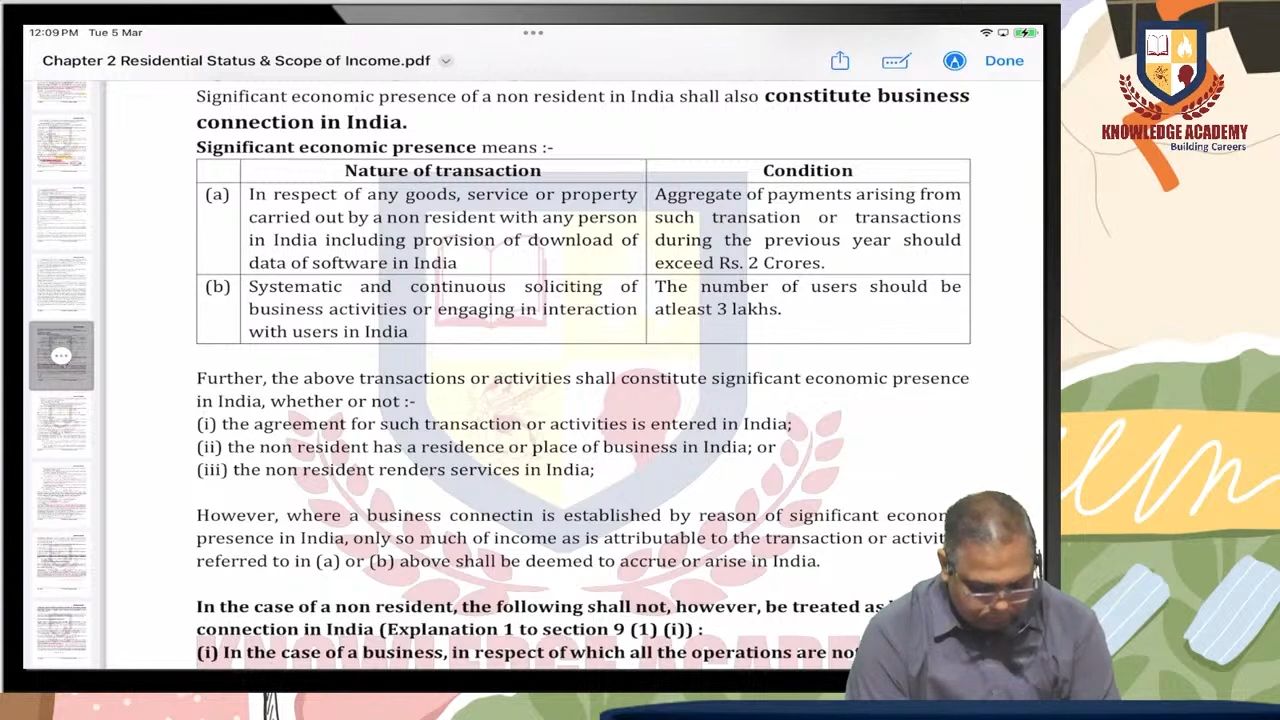 12:09 PM Tue 5 Mar
Chapter 2 Residential Status & Scope of Income.pdf
Done
KNOWLEDGE ACADEMY
Building Careers
Significant economic presence of a non resident in India shall also constitute business
connection in India.
Significant economic presence means :-
Nature of transaction
Condition
(a) In respect of any goods, services or property
carried out by a non resident with any person
in India including provision of download of
data or software in India
Aggregate of payments arising from
such transaction or transactions
during the previous year should
exceed Rs. 2 Crores.
(b) Systematic and continuous soliciting of
business activities or engaging in interaction
with users in India
The number of users should be
atleast 3 lakhs.
Further, the above transactions or activities shall constitute significant economic presence
in India, whether or not :-
(i) the agreement for such transaction or activities is entered in India;
(ii) the non resident has a residence or place of business in India; or
(iii) the non resident renders services in India:
However, where a business connection is established by reason of significant econo
presence in India, only so much of income as is attributable to the transaction or activit
referred to in (a) or (b) above shall be deemed to accrue or arise in India.
In the case of a non resident, the following shall not, however, be treated as
connection in India (Explanation 1 to section 9 (1) (i)).
the case of a business, in respect of which all the operations are not